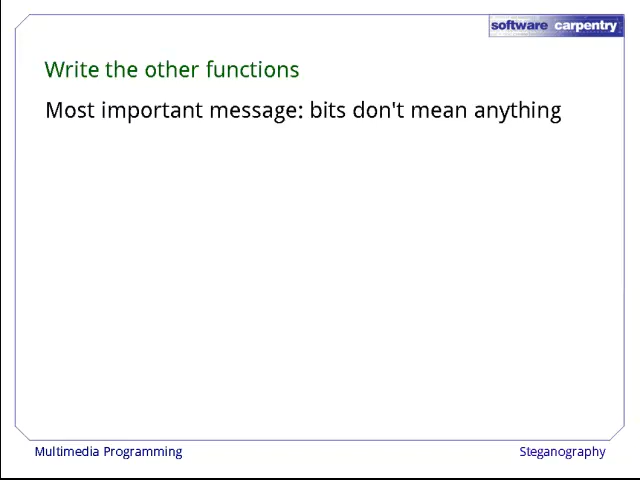 software carpentry
Write the other functions
Most important message: bits don't mean anything
Multimedia Programming
Steganography